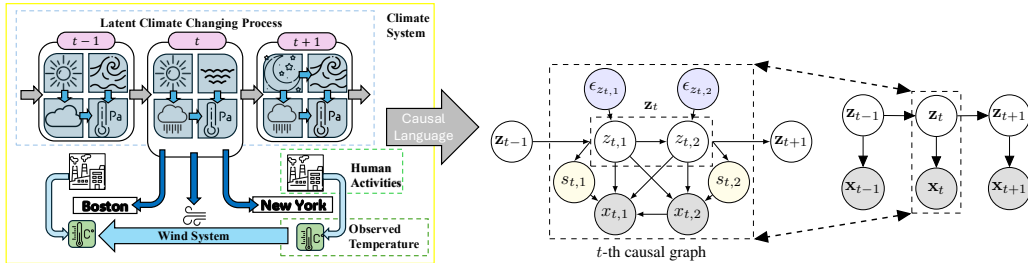 Latent Climate Changing Process
Climate
System
t − 1
t
t + 1
Pa
Pa
Pa
Causal
Language
Human
Activities
Boston
New York
Wind System
C°
C°
Observed
Temperature
ϵ_{z_{t,1}}
ϵ_{z_{t,2}}
z_t
z_{t−1}
z_{t,1}
z_{t,2}
z_{t+1}
s_{t,1}
s_{t,2}
x_{t,1}
x_{t,2}
t-th causal graph
z_{t−1}
z_t
z_{t+1}
x_{t−1}
x_t
x_{t+1}